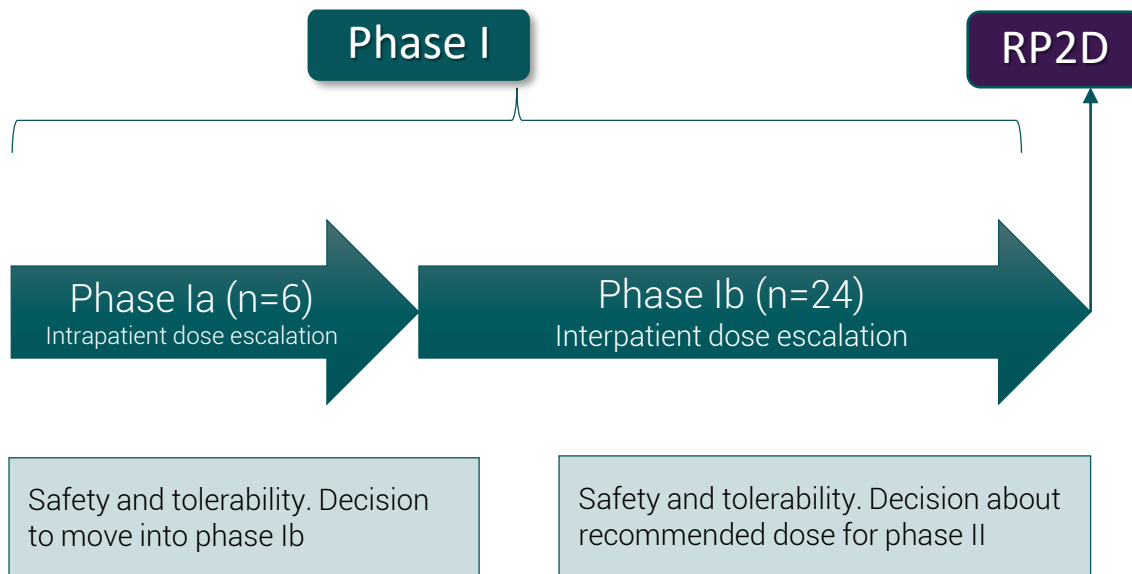 Phase I
RP2D
Phase Ia (n=6)
Intrapatient dose escalation
Phase Ib (n=24)
Interpatient dose escalation
Safety and tolerability. Decision
to move into phase Ib
Safety and tolerability. Decision about
recommended dose for phase II